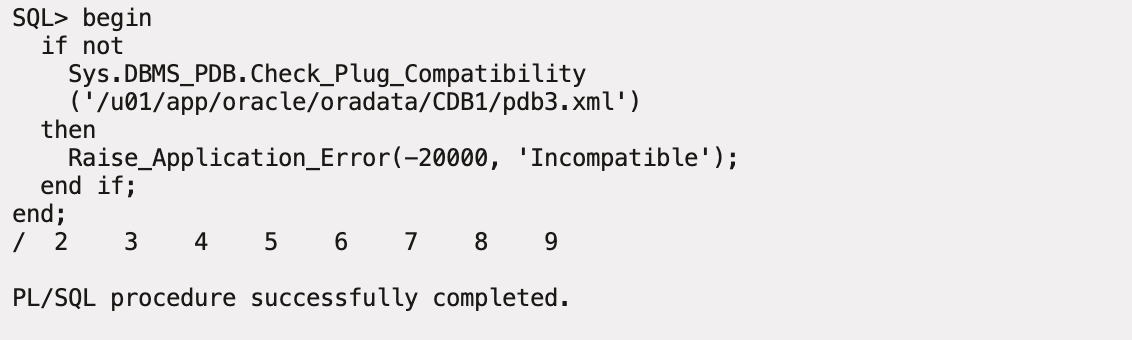 SQL> begin
  if not
    Sys.DBMS_PDB.Check_Plug_Compatibility
    ('/u01/app/oracle/oradata/CDB1/pdb3.xml')
  then
    Raise_Application_Error(-20000, 'Incompatible');
  end if;
end;
/  2    3    4    5    6    7    8    9

PL/SQL procedure successfully completed.